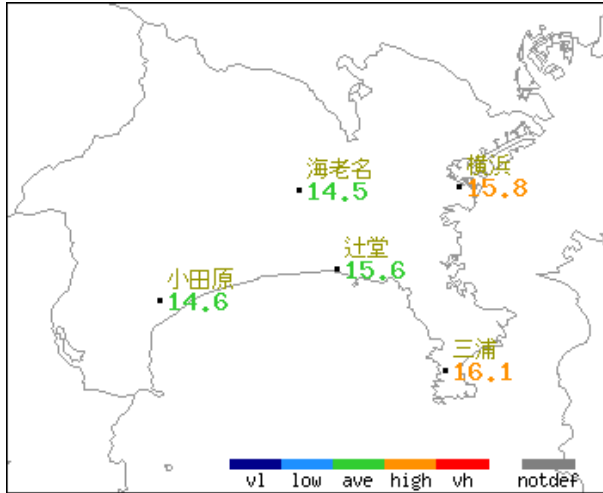 海老名
14.5
横浜
15.8
辻堂
15.6
小田原
14.6
三浦
16.1
vl low ave high vh notdef